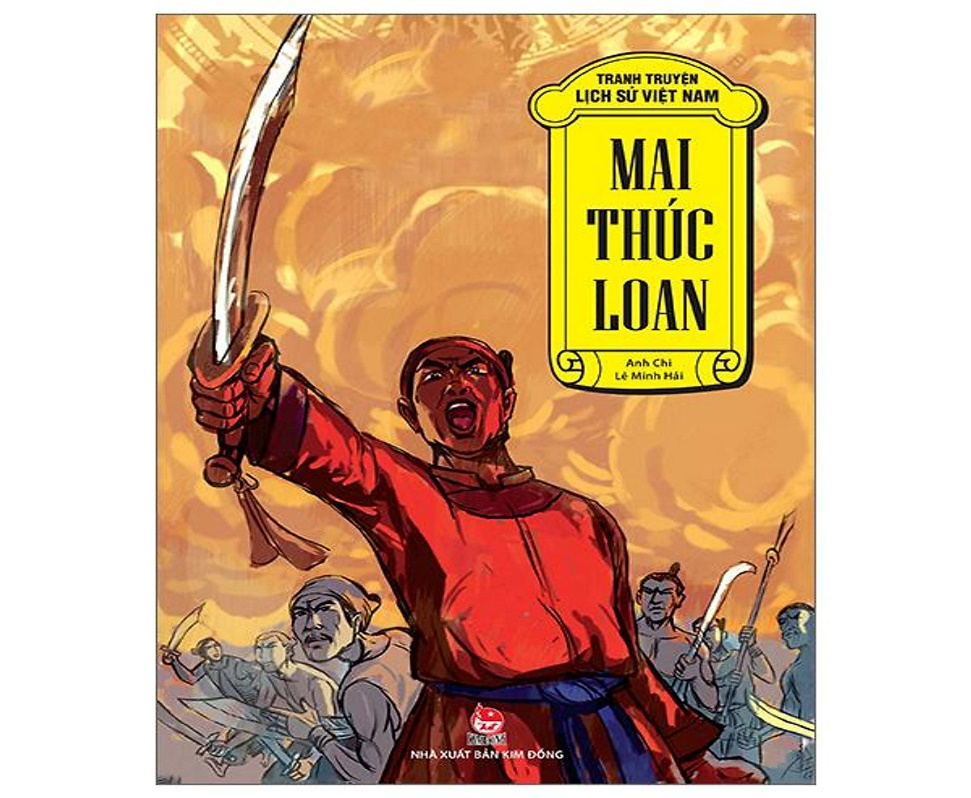 TRANH TRUYỆN
LỊCH SỬ VIỆT NAM
MAI
THÚC
LOAN
Anh Chi
Lê Minh Hải
NHÀ XUẤT BẢN KIM ĐỒNG